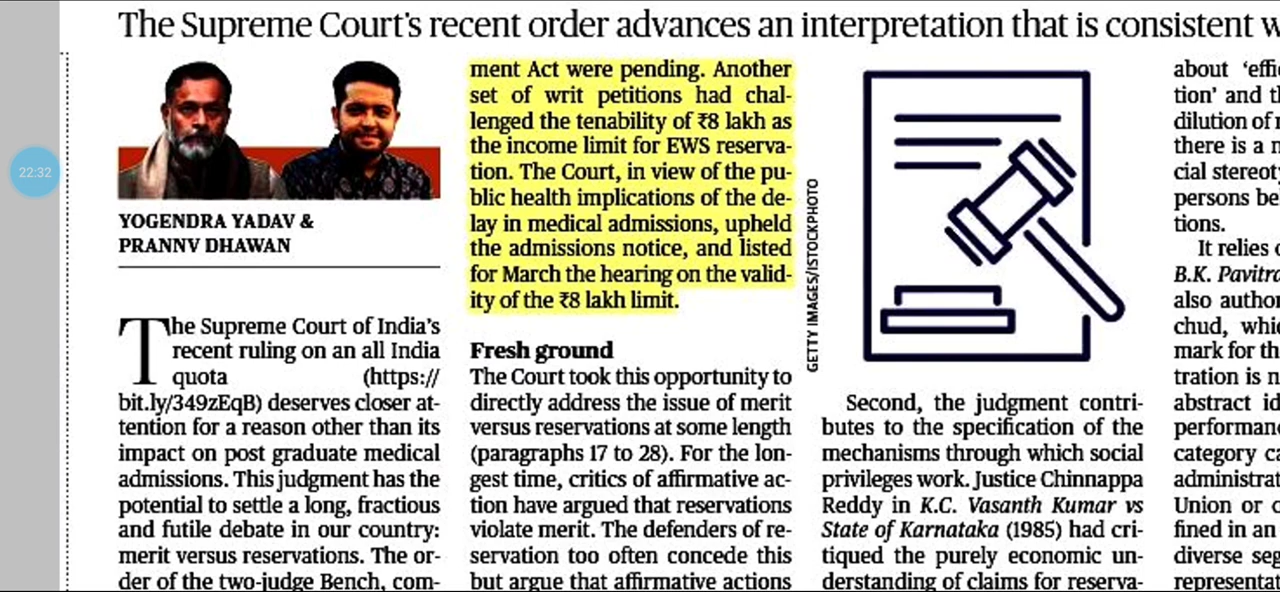 The Supreme Court's recent order advances an interpretation that is consistent w
22:32
YOGENDRA YADAV &
PRANNV DHAWAN
The Supreme Court of India's
recent ruling on an all India
quota (https://
bit.ly/349zEqB) deserves closer at-
tention for a reason other than its
impact on post graduate medical
admissions. This judgment has the
potential to settle a long, fractious
and futile debate in our country:
merit versus reservations. The or-
der of the two-judge Bench, com-
ment Act were pending. Another
set of writ petitions had chal-
lenged the tenability of ₹8 lakh as
the income limit for EWS reserva-
tion. The Court, in view of the pu-
blic health implications of the de-
lay in medical admissions, upheld
the admissions notice, and listed
for March the hearing on the valid-
ity of the ₹8 lakh limit.
Fresh ground
The Court took this opportunity to
directly address the issue of merit
versus reservations at some length
(paragraphs 17 to 28). For the lon-
gest time, critics of affirmative ac-
tion have argued that reservations
violate merit. The defenders of re-
servation too often concede this
but argue that affirmative actions
GETTY IMAGES/ISTOCKPHOTO
Second, the judgment contri-
butes to the specification of the
mechanisms through which social
privileges work. Justice Chinnappa
Reddy in K.C. Vasanth Kumar vs
State of Karnataka (1985) had cri-
tiqued the purely economic un-
derstanding of claims for reserva-
about 'effi
tion' and t
dilution of
there is a
cial stereoty
persons be
tions.
It relies
B.K. Pavitra
also author
chud, whi
mark for th
tration is n
abstract id
performan
category ca
administrat
Union or
fined in an
diverse seg
representat